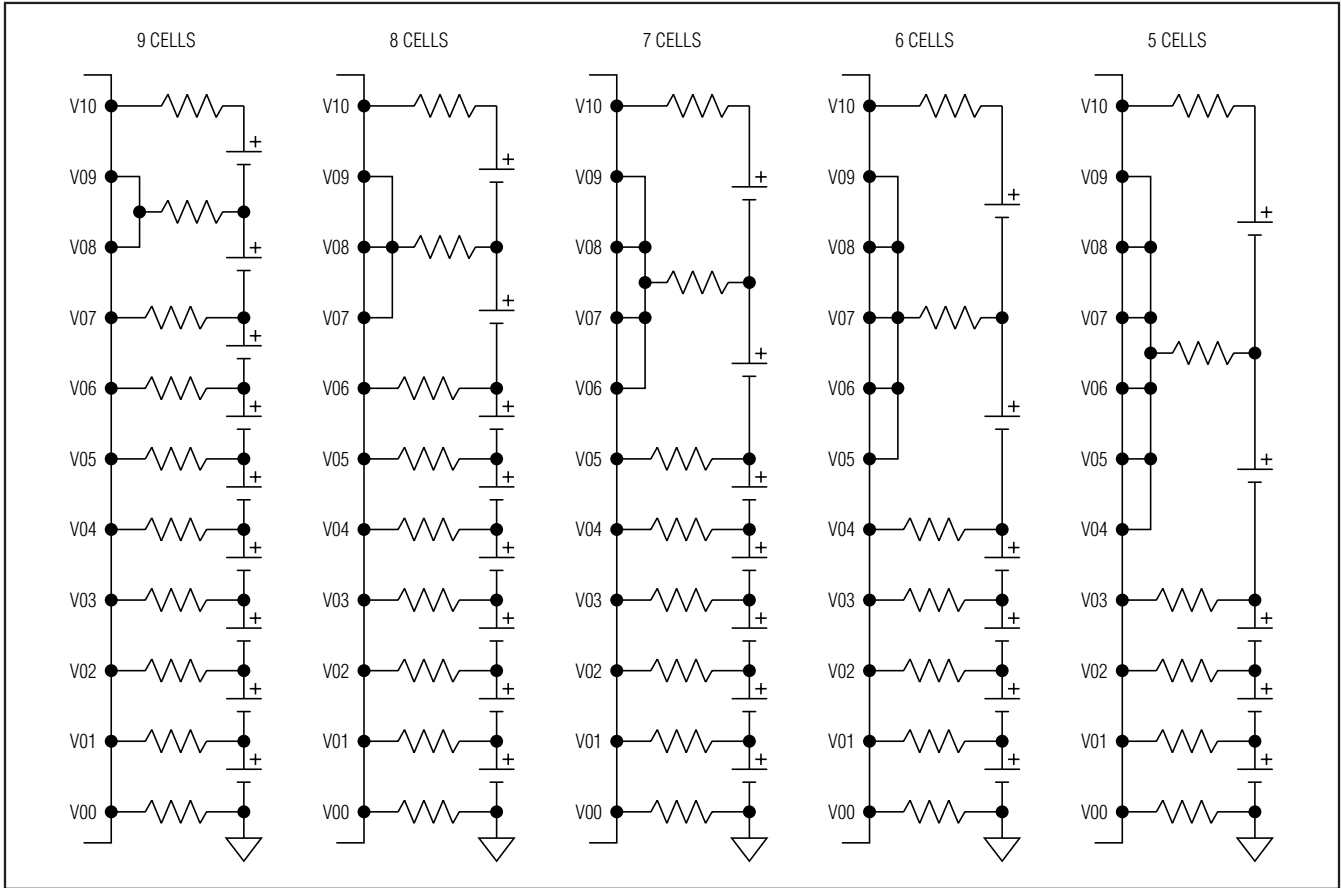 9 CELLS 8 CELLS 7 CELLS 6 CELLS 5 CELLS
V10 V10 V10 V10 V10
+ + + + +
V09 V09 V09 V09 V09
V08 V08 V08 V08 V08
+ + + + +
V07 V07 V07 V07 V07
+
V06 V06 V06 V06 V06
+ +
V05 V05 V05 V05 V05
+ + +
V04 V04 V04 V04 V04
+ + + +
V03 V03 V03 V03 V03
+ + + + +
V02 V02 V02 V02 V02
+ + + + +
V01 V01 V01 V01 V01
+ + + + +
V00 V00 V00 V00 V00